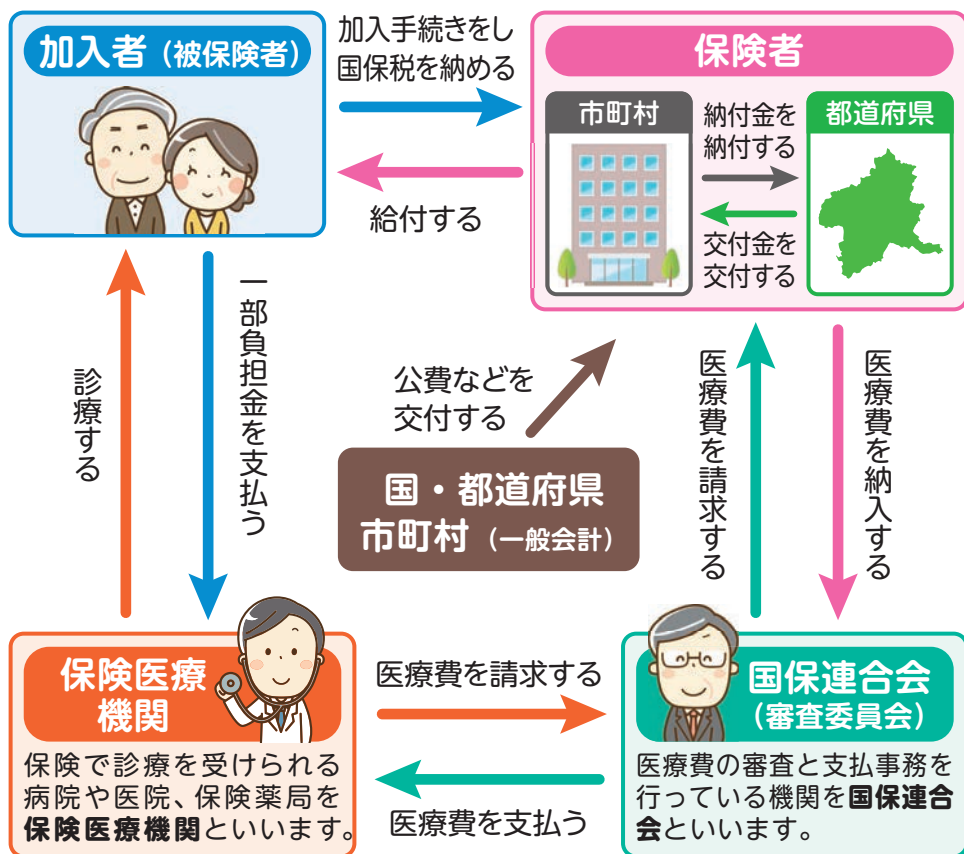 加入者（被保険者）
加入手続きをし
国保税を納める
給付する
保険者
市町村
納付金を
納付する
都道府県
交付金を
交付する
診療する
一部負担金を支払う
公費などを
交付する
国・都道府県
市町村（一般会計）
医療費を請求する
医療費を納入する
保険医療
機関
保険で診療を受けられる
病院や医院、保険薬局を
保険医療機関といいます。
医療費を請求する
医療費を支払う
国保連合会
（審査委員会）
医療費の審査と支払事務を
行っている機関を国保連合
会といいます。